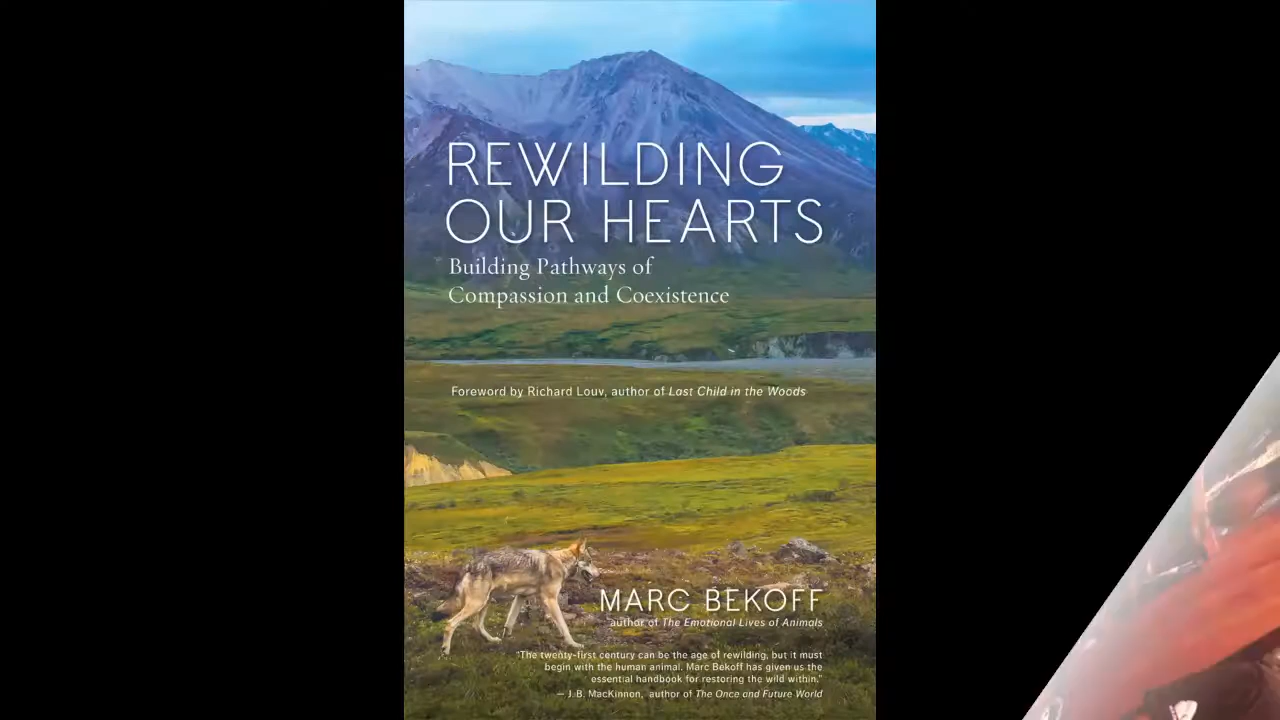 REWILDING
OUR HEARTS
Building Pathways of
Compassion and Coexistence
Foreword by Richard Louv, author of Last Child in the Woods
MARC BEKOFF
author of The Emotional Lives of Animals
"The twenty-first century can be the age of rewilding, but it must
begin with the human animal. Marc Bekoff has given us the
essential handbook for restoring the wild within."
— J.B. MacKinnon, author of The Once and Future World